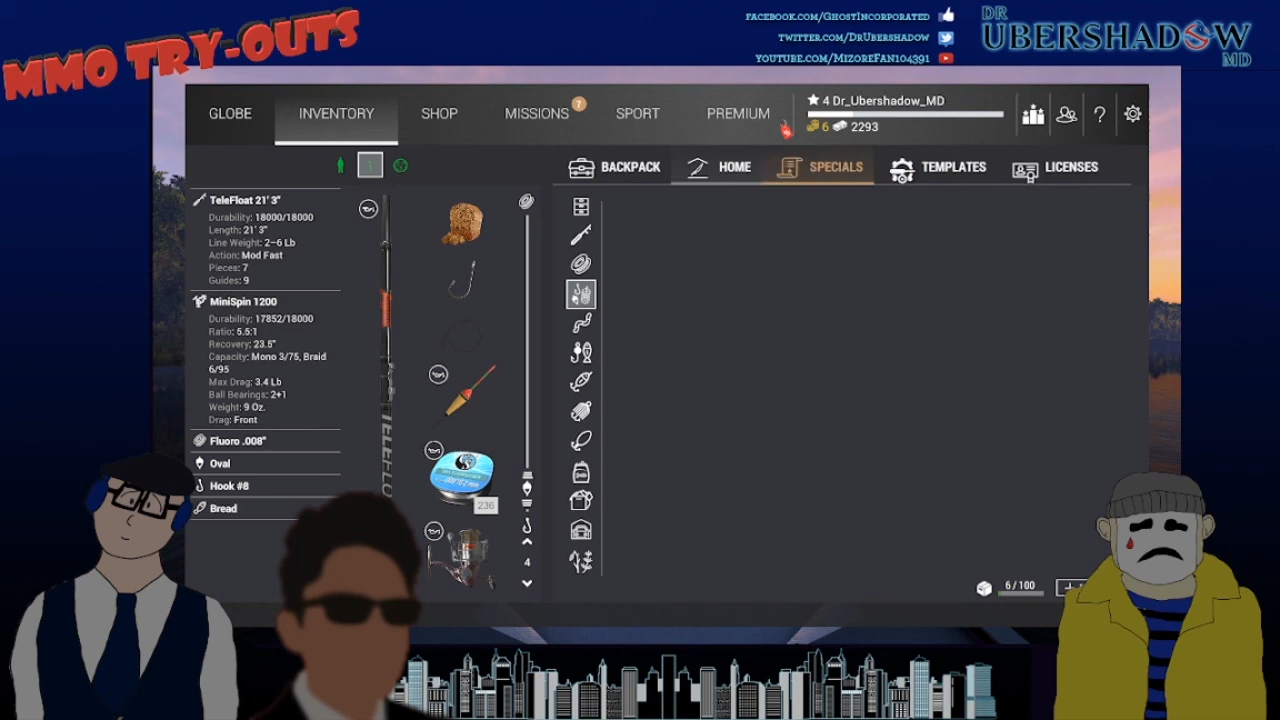 MMO TRY-OUTS
FACEBOOK.COM/GHOSTINCORPORATED
TWITTER.COM/DRUBERSHADOW
YOUTUBE.COM/MIZOREFAN104391
DR
UBERSHADOW
MD
GLOBE
INVENTORY
SHOP
MISSIONS
7
SPORT
PREMIUM
4 Dr_Ubershadow_MD
6 2293
?
1
BACKPACK
HOME
SPECIALS
TEMPLATES
LICENSES
TeleFloat 21' 3"
Durability: 18000/18000
Length: 21' 3"
Line Weight: 2-6 Lb
Action: Mod Fast
Pieces: 7
Guides: 9
MiniSpin 1200
Durability: 17852/18000
Ratio: 5.5:1
Recovery: 23.5"
Capacity: Mono 3/75, Braid
6/95
Max Drag: 3.4 Lb
Ball Bearings: 2+1
Weight: 9 Oz.
Drag: Front
Fluoro .008"
Oval
Hook #8
Bread
TELEFLO
236
4
6/100